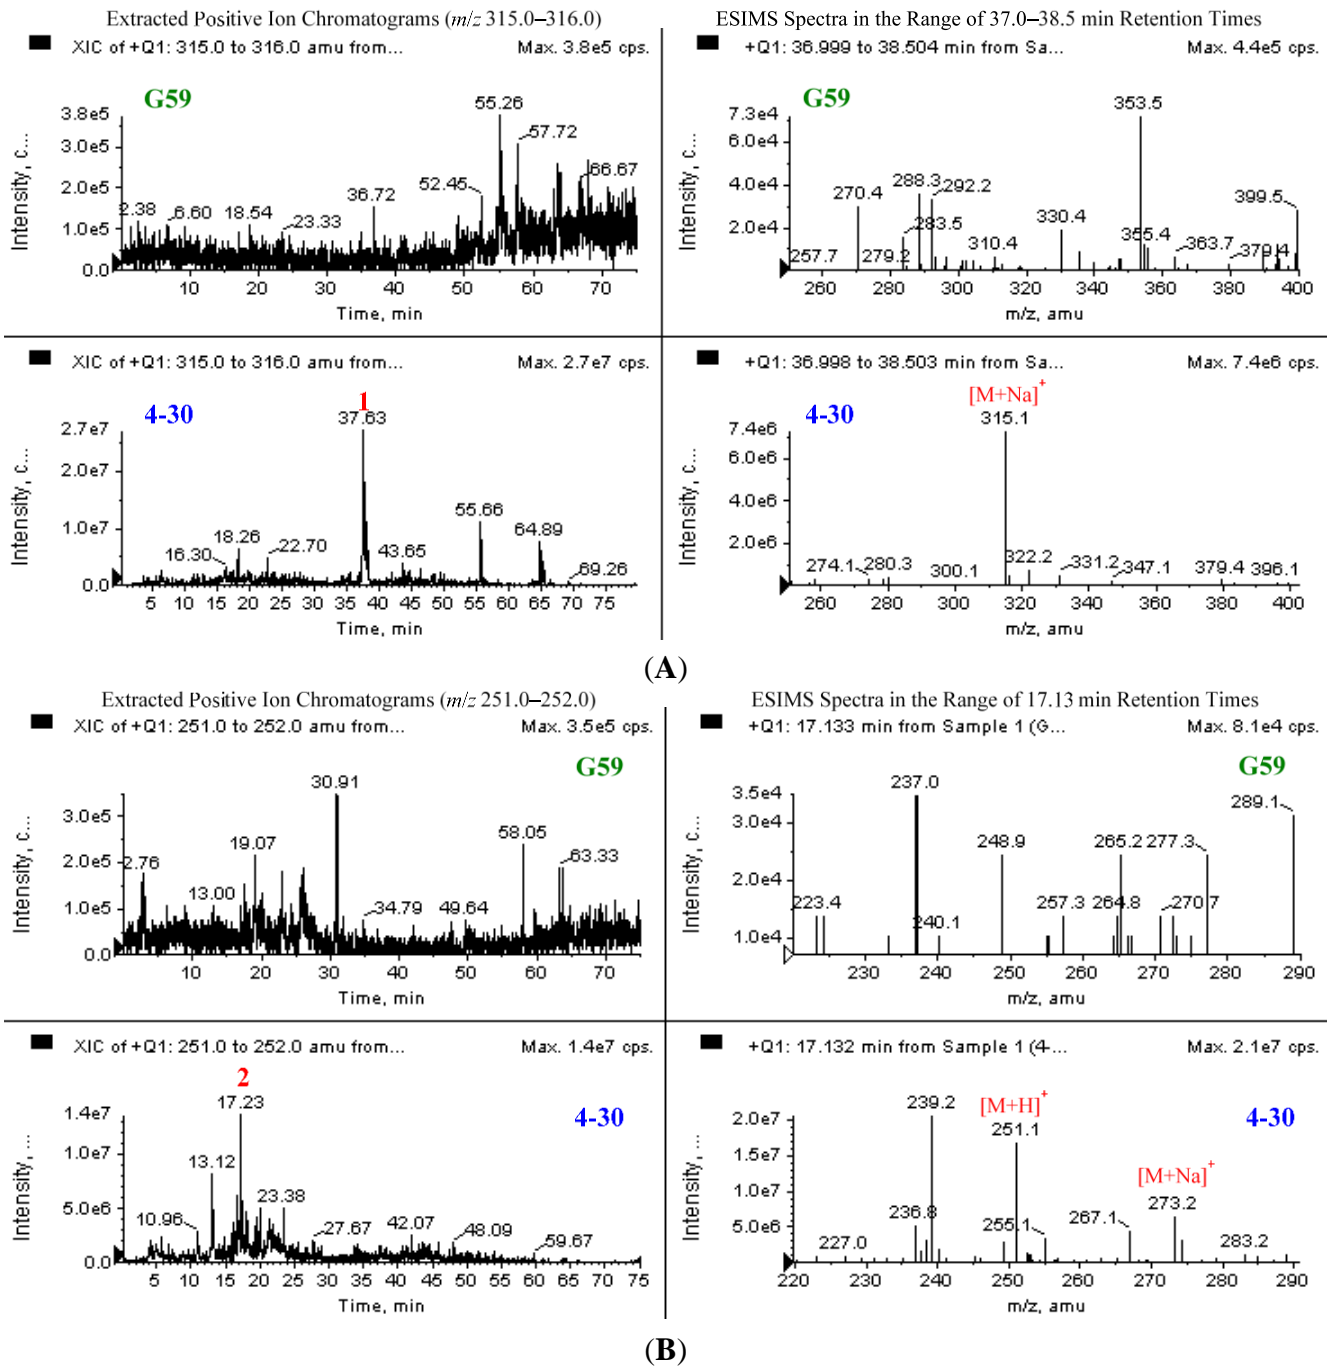 Extracted Positive Ion Chromatograms (m/z 315.0–316.0)
XIC of +Q1: 315.0 to 316.0 amu from...
Max. 3.8e5 cps.
G59
Intensity, c...
3.8e5
3.0e5
2.0e5
1.0e5
0.0
2.38
6.60
18.54
23.33
36.72
52.45
55.26
57.72
66.67
10 20 30 40 50 60 70
Time, min
ESIMS Spectra in the Range of 37.0–38.5 min Retention Times
+Q1: 36.999 to 38.504 min from Sa...
Max. 4.4e5 cps.
G59
Intensity, c...
7.3e4
6.0e4
4.0e4
2.0e4
257.7
270.4
279.2
283.5
288.3
292.2
310.4
330.4
353.5
355.4
363.7
379.4
399.5
260 280 300 320 340 360 380 400
m/z, amu
XIC of +Q1: 315.0 to 316.0 amu from...
Max. 2.7e7 cps.
4-30
1
Intensity, c...
2.7e7
2.0e7
1.0e7
0.0
16.30
18.26
22.70
37.63
43.65
55.66
64.89
69.26
5 10 15 20 25 30 35 40 45 50 55 60 65 70 75
Time, min
+Q1: 36.998 to 38.503 min from Sa...
Max. 7.4e6 cps.
4-30
[M+Na]+
Intensity, c...
7.4e6
6.0e6
4.0e6
2.0e6
274.1
280.3
300.1
315.1
322.2
331.2
347.1
379.4
396.1
260 280 300 320 340 360 380 400
m/z, amu
(A)
Extracted Positive Ion Chromatograms (m/z 251.0–252.0)
XIC of +Q1: 251.0 to 252.0 amu from...
Max. 3.5e5 cps.
G59
Intensity, c...
3.0e5
2.0e5
1.0e5
0.0
2.76
13.00
19.07
30.91
34.79
49.64
58.05
63.33
10 20 30 40 50 60 70
Time, min
ESIMS Spectra in the Range of 17.13 min Retention Times
+Q1: 17.133 min from Sample 1 (G...
Max. 8.1e4 cps.
G59
Intensity, c...
3.5e4
3.0e4
2.0e4
1.0e4
223.4
237.0
240.1
248.9
257.3
264.8
265.2
270.7
277.3
289.1
230 240 250 260 270 280 290
m/z, amu
XIC of +Q1: 251.0 to 252.0 amu from...
Max. 1.4e7 cps.
2
4-30
Intensity, ...
1.4e7
1.0e7
5.0e6
0.0
10.96
13.12
17.23
23.38
27.67
42.07
48.09
59.67
5 10 15 20 25 30 35 40 45 50 55 60 65 70 75
Time, min
+Q1: 17.132 min from Sample 1 (4-...
Max. 2.1e7 cps.
4-30
[M+H]+
[M+Na]+
Intensity, ...
2.0e7
1.5e7
1.0e7
5.0e6
227.0
236.8
239.2
251.1
255.1
267.1
273.2
283.2
220 230 240 250 260 270 280 290
m/z, amu
(B)